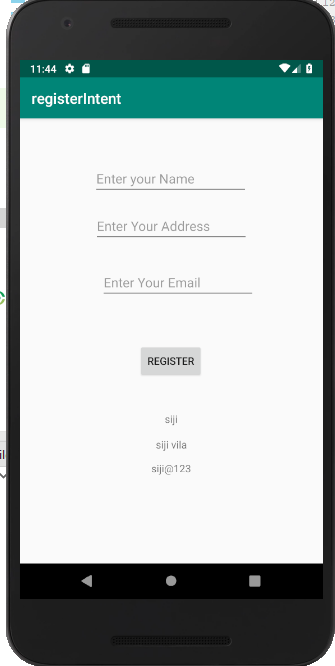 11:44
registerIntent
Enter your Name
Enter Your Address
Enter Your Email
REGISTER
siji
siji vila
siji@123